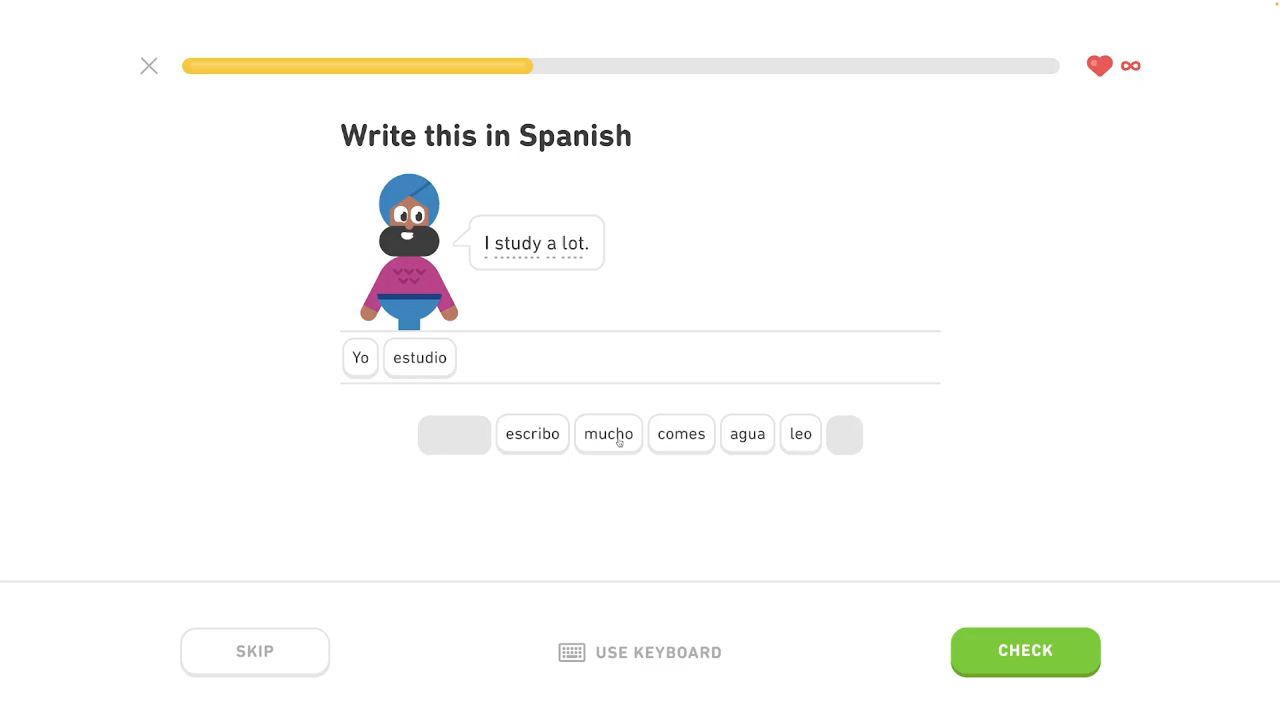 Write this in Spanish
I study a lot.
Yo estudio
escribo mucho comes agua leo
SKIP USE KEYBOARD CHECK